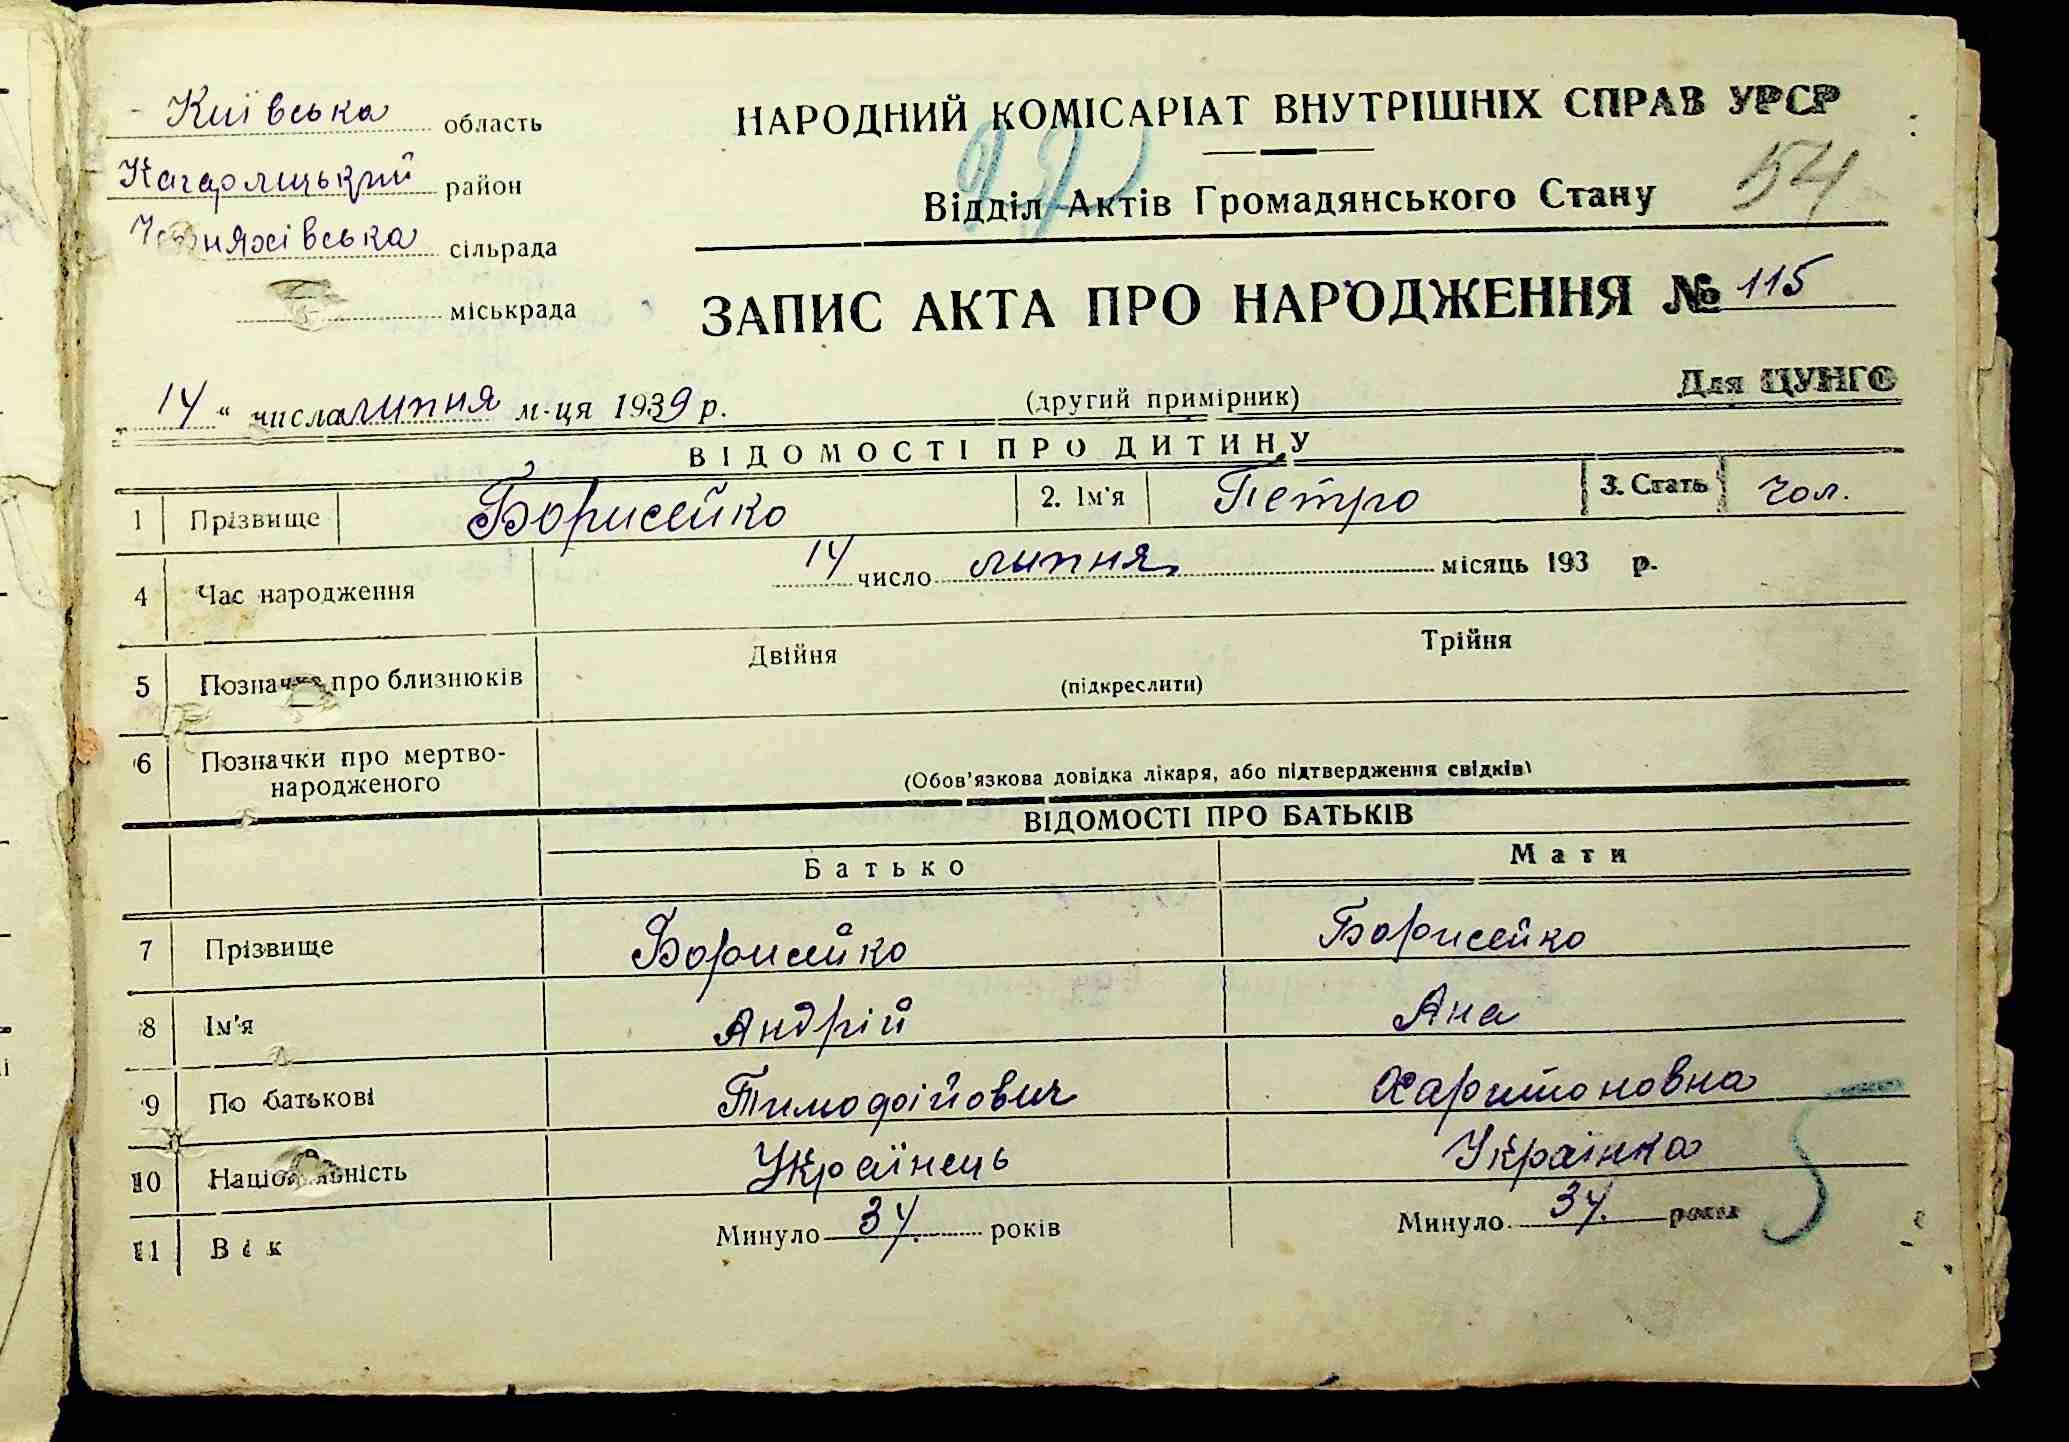 Київська область
Кагарлицький район
Черняхівська сільрада
міськрада
НАРОДНИЙ КОМІСАРІАТ ВНУТРІШНІХ СПРАВ УРСР
Відділ Актів Громадянського Стану 54
ЗАПИС АКТА ПРО НАРОДЖЕННЯ № 115
14 " числа липня м-ця 1939 р. (другий примірник) Для ЦУНГО
ВІДОМОСТІ ПРО ДИТИНУ
1 Прізвище Борисейко 2. Ім'я Петро 3. Стать чол.
4 Час народження 14 число липня місяць 193 р.
5 Позначка про близнюків Двійня Трійня
(підкреслити)
6 Позначки про мертво-
народженого
(Обов'язкова довідка лікаря, або підтвердження свідків)
ВІДОМОСТІ ПРО БАТЬКІВ
Батько Мати
7 Прізвище Борисейко Борисейко
8 Ім'я Андрій Ана
9 По батькові Тимофійович Харитоновна
10 Національність Українець Українка
11 Вік Минуло 34 років Минуло 34. років